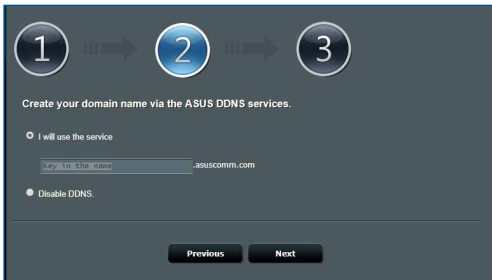 1 2 3
Create your domain name via the ASUS DDNS services.
I will use the service
Key in the name .asuscomm.com
Disable DDNS.
Previous Next